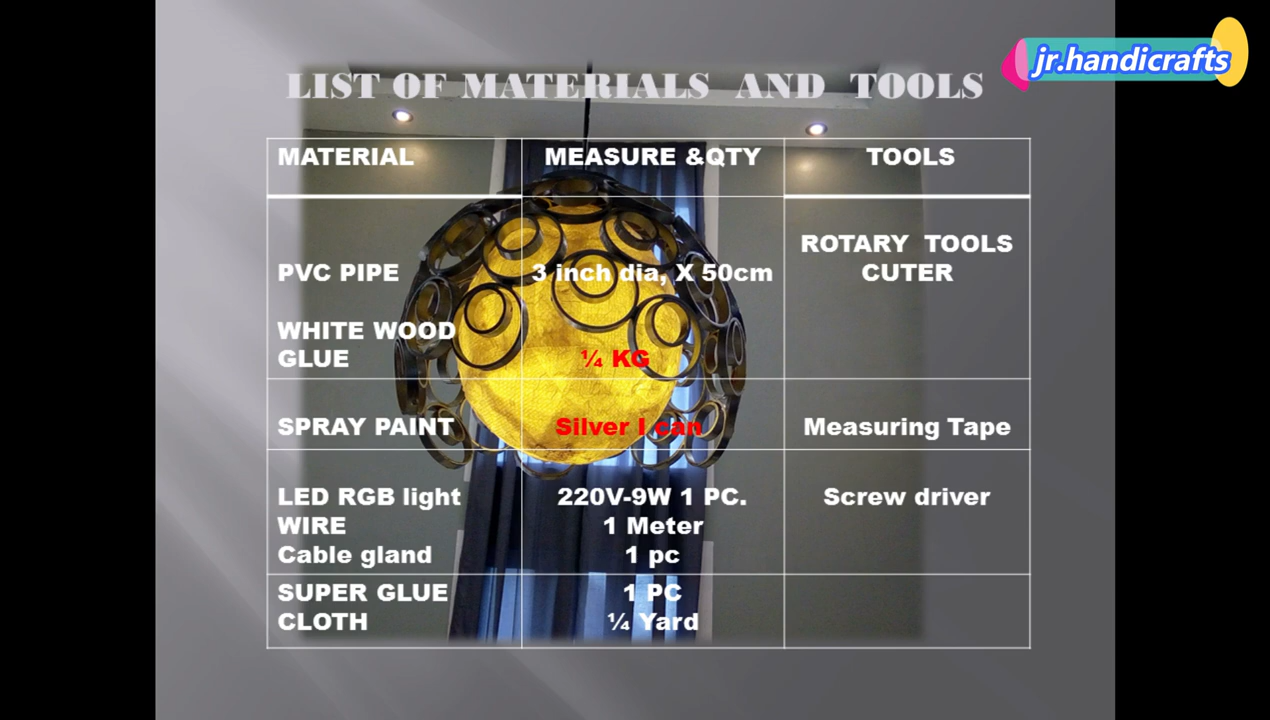 jr.handicrafts
LIST OF MATERIALS AND TOOLS
MATERIAL
MEASURE &QTY
TOOLS
PVC PIPE
3 inch dia, X 50cm
ROTARY TOOLS
CUTER
WHITE WOOD
GLUE
¼ KG
SPRAY PAINT
Silver I can
Measuring Tape
LED RGB light
220V-9W 1 PC.
Screw driver
WIRE
1 Meter
Cable gland
1 pc
SUPER GLUE
1 PC
CLOTH
¼ Yard